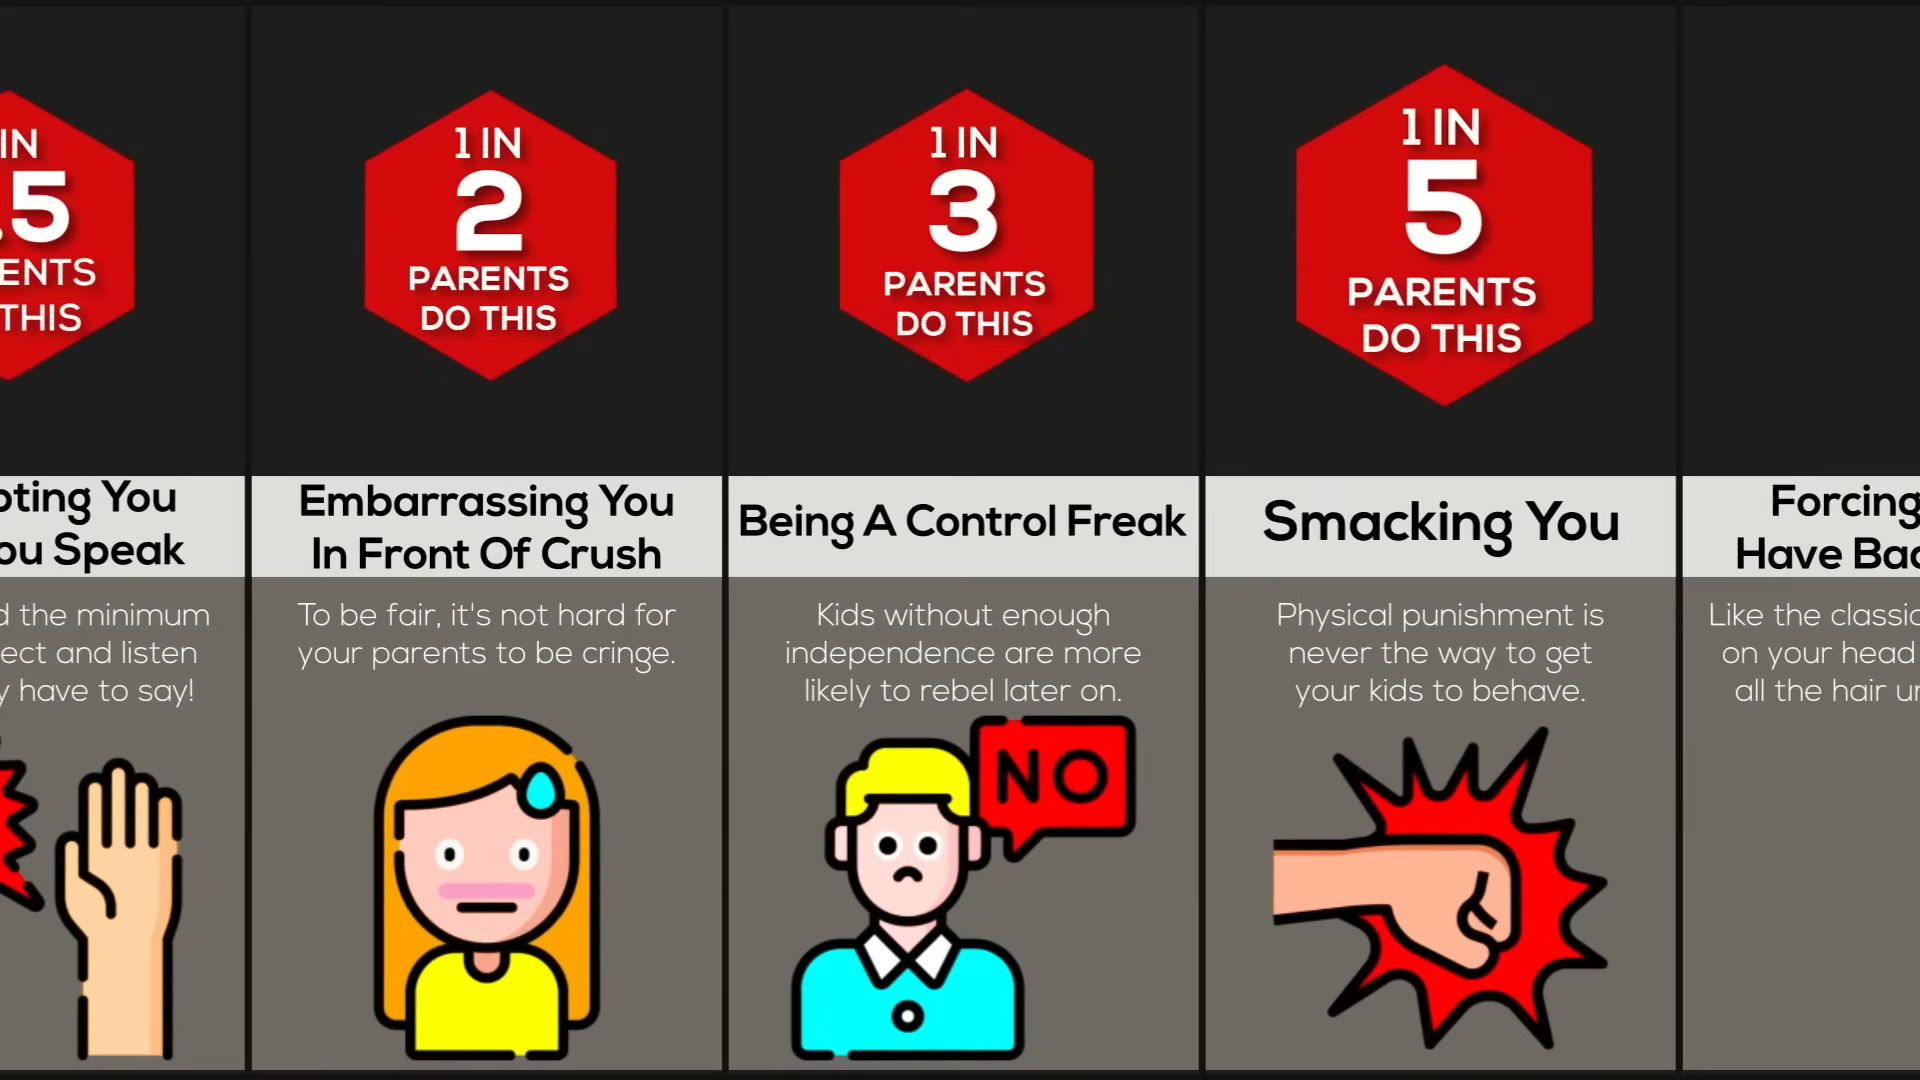 IN
.5
ENTS
THIS
pting You
ou Speak
d the minimum
ect and listen
y have to say!
1 IN
2
PARENTS
DO THIS
Embarrassing You
In Front Of Crush
To be fair, it's not hard for
your parents to be cringe.
1 IN
3
PARENTS
DO THIS
Being A Control Freak
Kids without enough
independence are more
likely to rebel later on.
NO
1 IN
5
PARENTS
DO THIS
Smacking You
Physical punishment is
never the way to get
your kids to behave.
Forcing
Have Bad
Like the classic
on your head
all the hair un